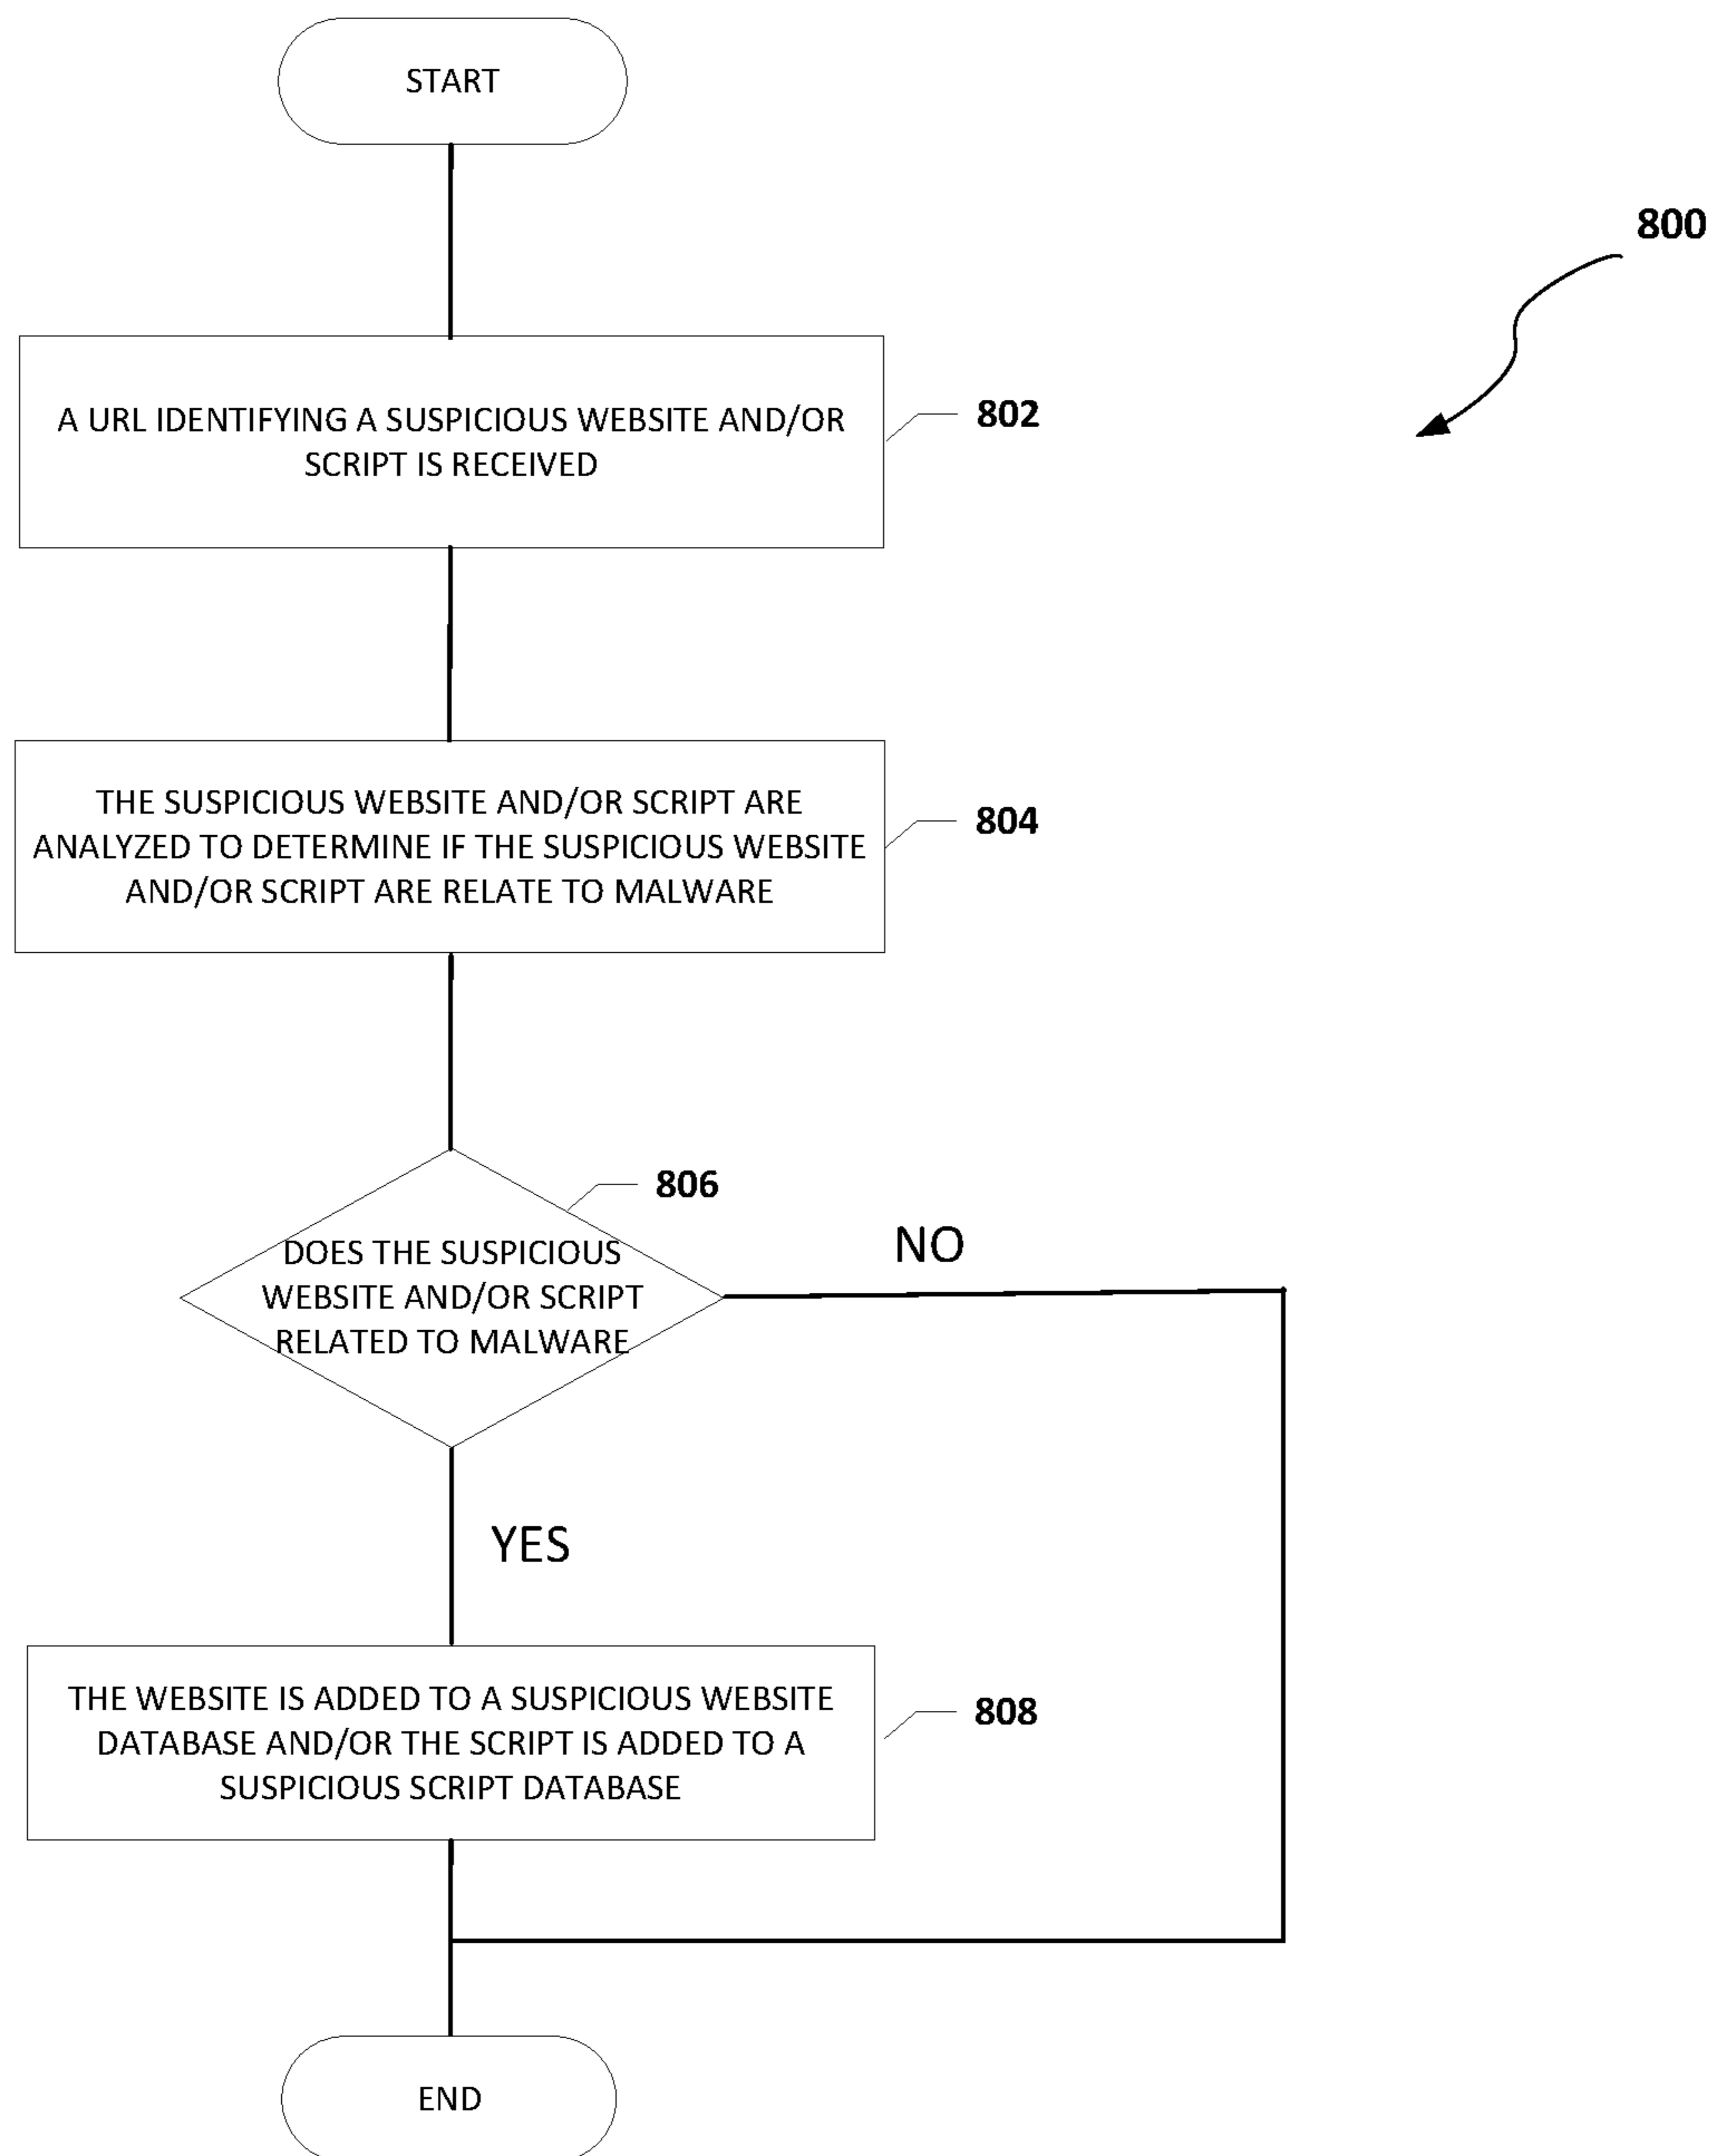 START
800
A URL IDENTIFYING A SUSPICIOUS WEBSITE AND/OR
SCRIPT IS RECEIVED
802
THE SUSPICIOUS WEBSITE AND/OR SCRIPT ARE
ANALYZED TO DETERMINE IF THE SUSPICIOUS WEBSITE
AND/OR SCRIPT ARE RELATE TO MALWARE
804
806
DOES THE SUSPICIOUS
WEBSITE AND/OR SCRIPT
RELATED TO MALWARE
NO
YES
THE WEBSITE IS ADDED TO A SUSPICIOUS WEBSITE
DATABASE AND/OR THE SCRIPT IS ADDED TO A
SUSPICIOUS SCRIPT DATABASE
808
END